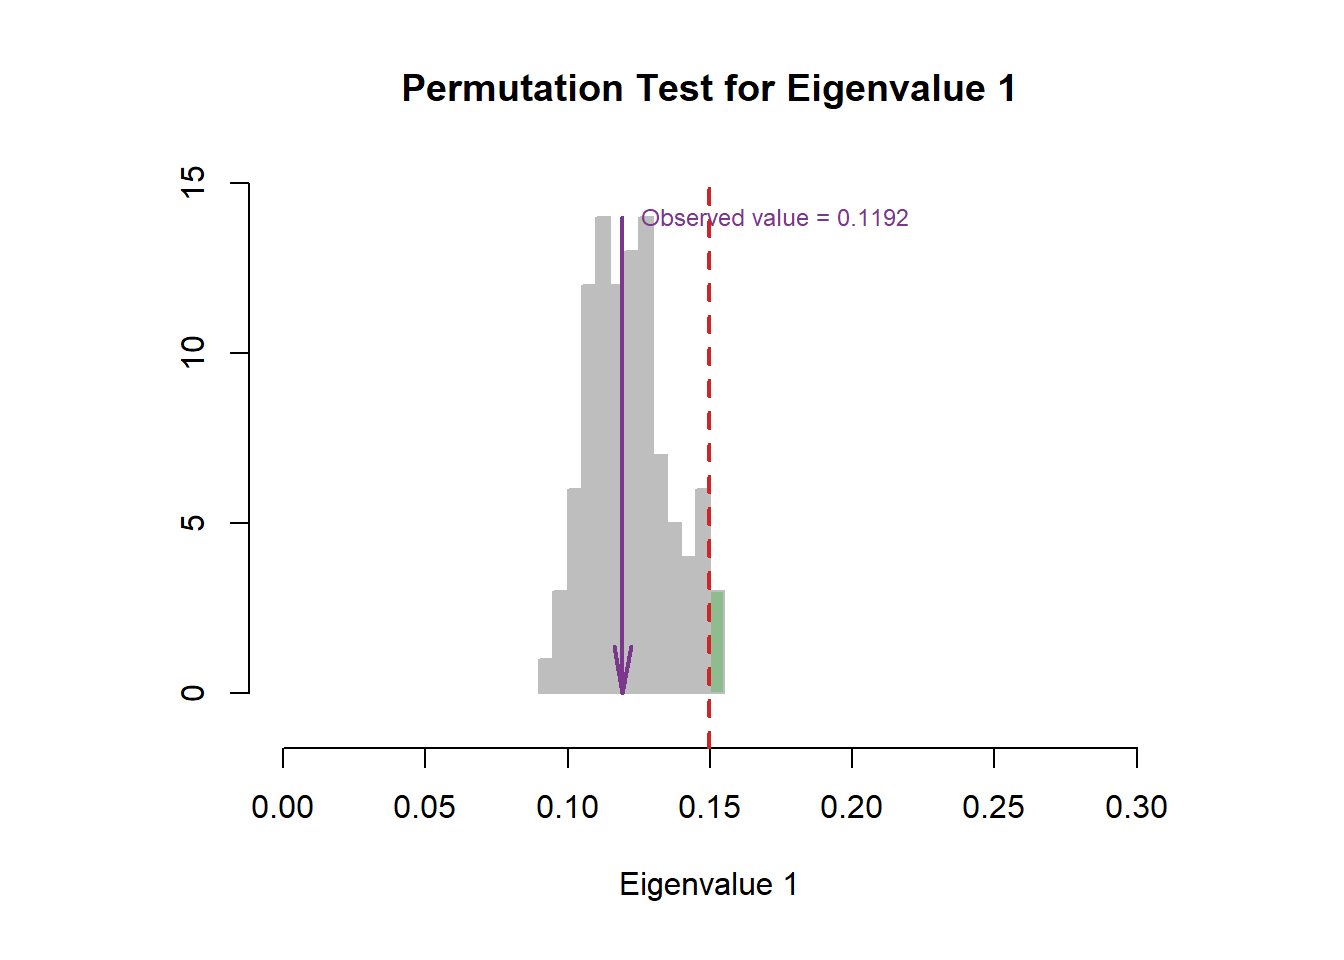 Permutation Test for Eigenvalue 1
15
Observed value = 0.1192
10
5
0
0.00 0.05 0.10 0.15 0.20 0.25 0.30
Eigenvalue 1